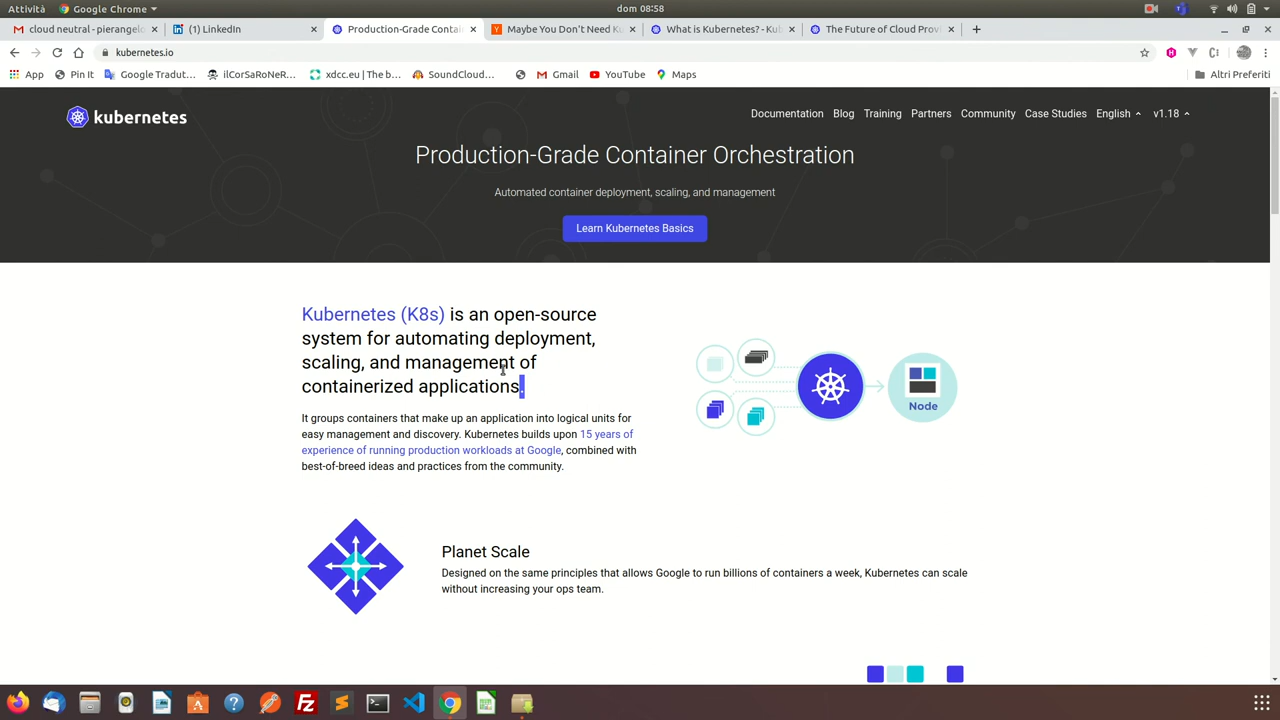 Attività
Google Chrome
dom 08:58
cloud neutral - pierangelo
(1) LinkedIn
Production-Grade Contai
Maybe You Don't Need Ku
What is Kubernetes? - Kub
The Future of Cloud Prov
kubernetes.io
App
Pin It
Google Tradut...
ilCorSaRoNeR...
xdcc.eu | The b...
SoundCloud...
Gmail
YouTube
Maps
Altri Preferiti
kubernetes
Documentation
Blog
Training
Partners
Community
Case Studies
English
v1.18
Production-Grade Container Orchestration
Automated container deployment, scaling, and management
Learn Kubernetes Basics
Kubernetes (K8s) is an open-source
system for automating deployment,
scaling, and management of
containerized applications.
It groups containers that make up an application into logical units for
easy management and discovery. Kubernetes builds upon 15 years of
experience of running production workloads at Google, combined with
best-of-breed ideas and practices from the community.
Node
Planet Scale
Designed on the same principles that allows Google to run billions of containers a week, Kubernetes can scale
without increasing your ops team.